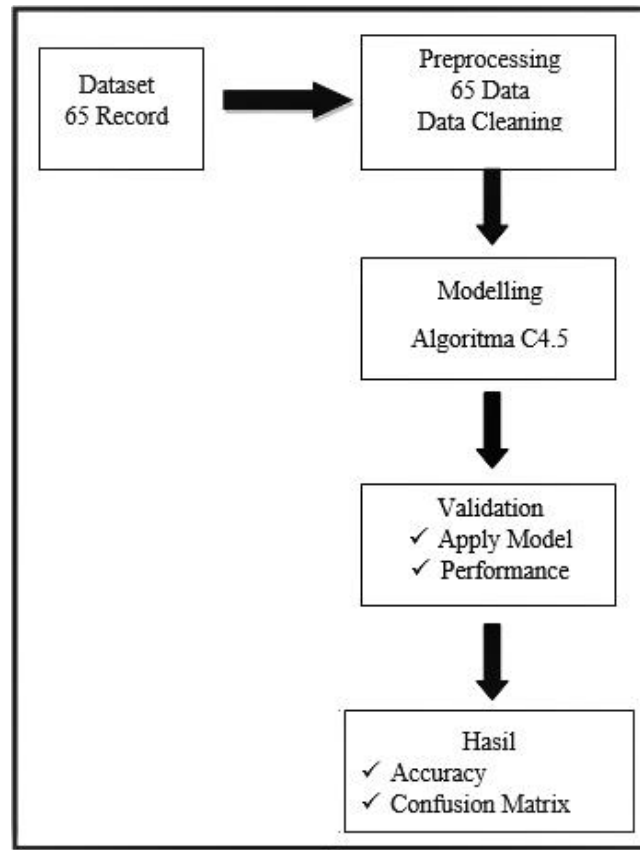 Dataset
65 Record
Preprocessing
65 Data
Data Cleaning
Modelling
Algoritma C4.5
Validation
✓ Apply Model
✓ Performance
Hasil
✓ Accuracy
✓ Confusion Matrix